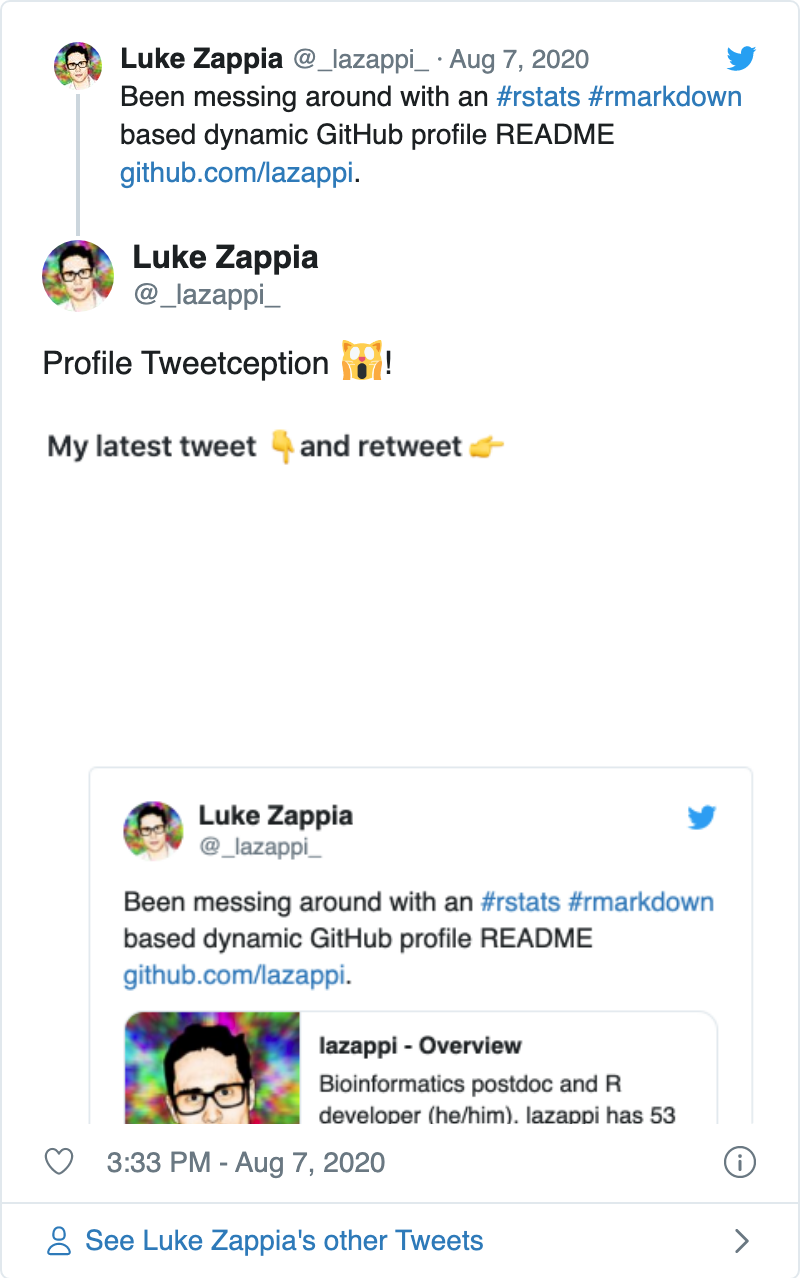 Luke Zappia @_lazappi_ · Aug 7, 2020
Been messing around with an #rstats #rmarkdown
based dynamic GitHub profile README
github.com/lazappi.
Luke Zappia
@_lazappi_
Profile Tweetception 🙀!
My latest tweet 👇and retweet 👉
Luke Zappia
@_lazappi_
Been messing around with an #rstats #rmarkdown
based dynamic GitHub profile README
github.com/lazappi.
lazappi - Overview
Bioinformatics postdoc and R
developer (he/him). lazappi has 53
3:33 PM - Aug 7, 2020
See Luke Zappia's other Tweets